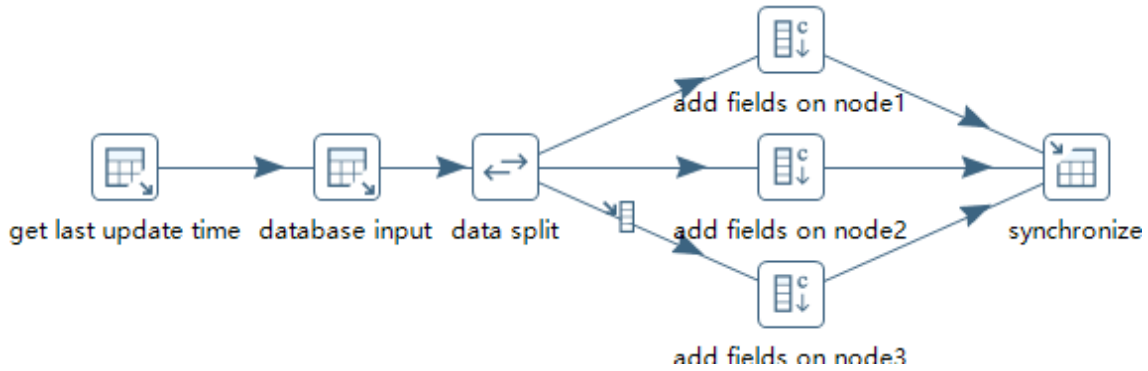 add fields on node1
get last update time
database input
data split
add fields on node2
synchronize
add fields on node3